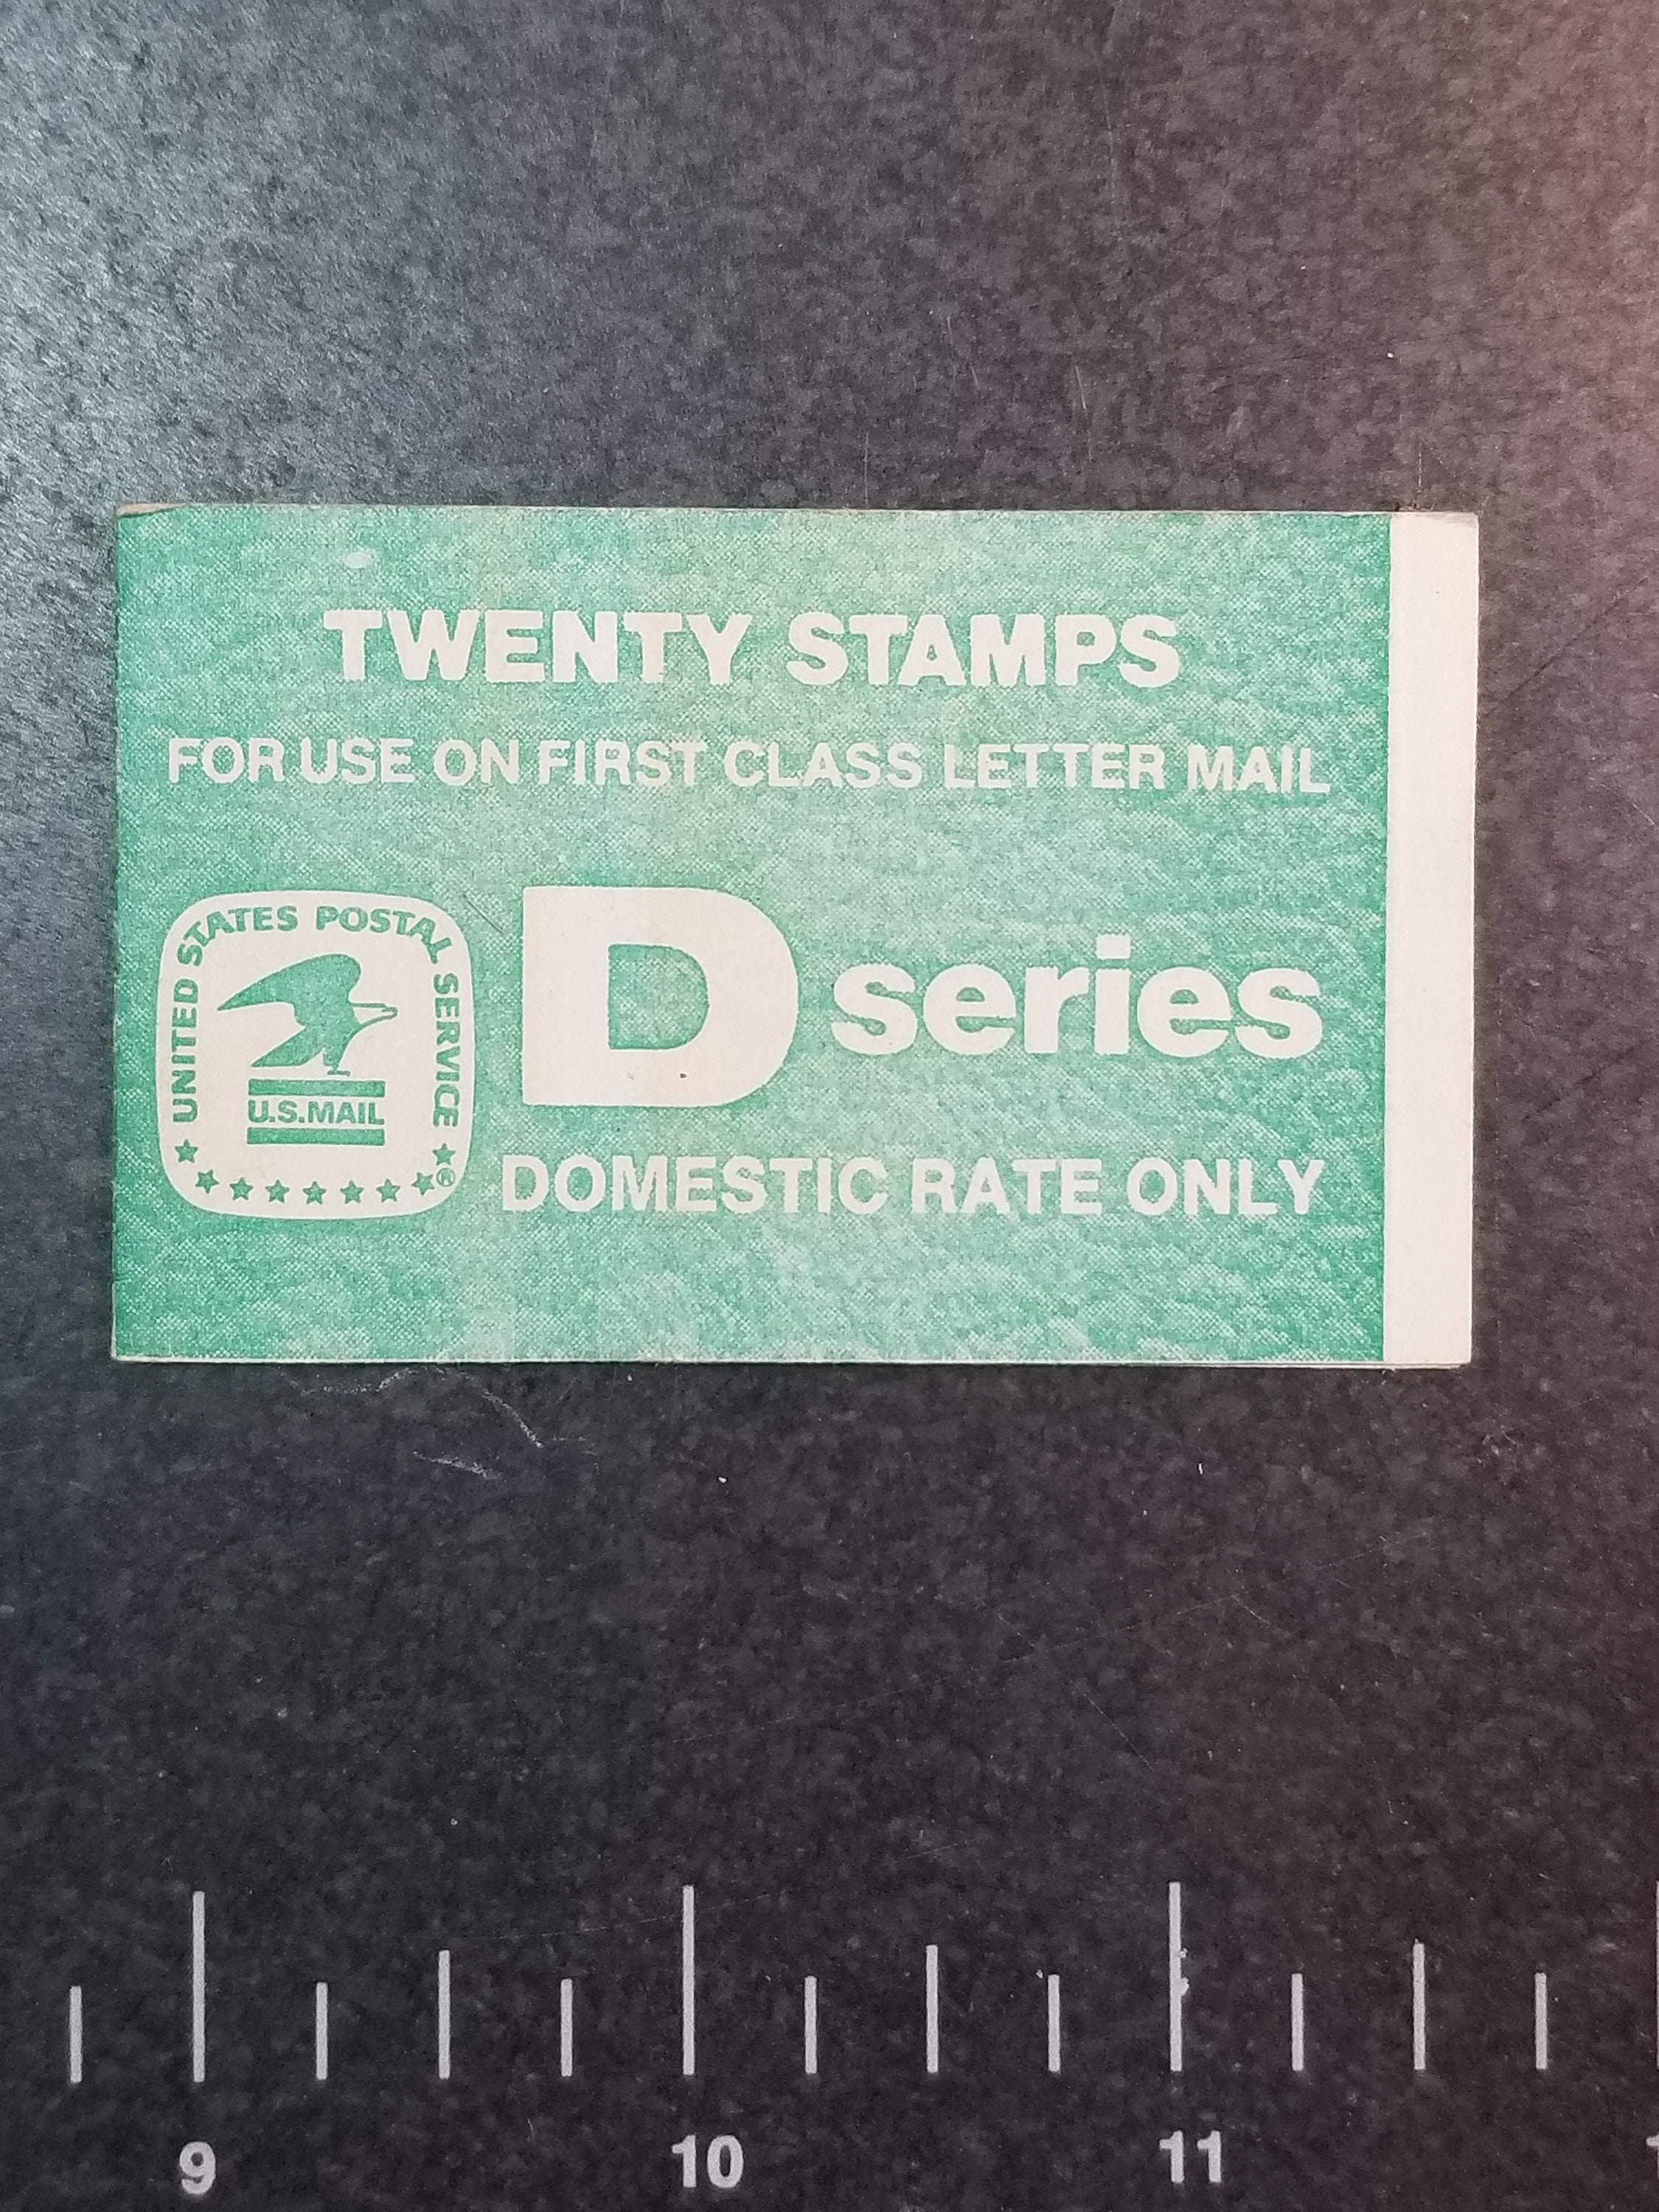 TWENTY STAMPS
FOR USE ON FIRST CLASS LETTER MAIL
UNITED STATES POSTAL SERVICE
U.S.MAIL
®
D series
DOMESTIC RATE ONLY
9 10 11